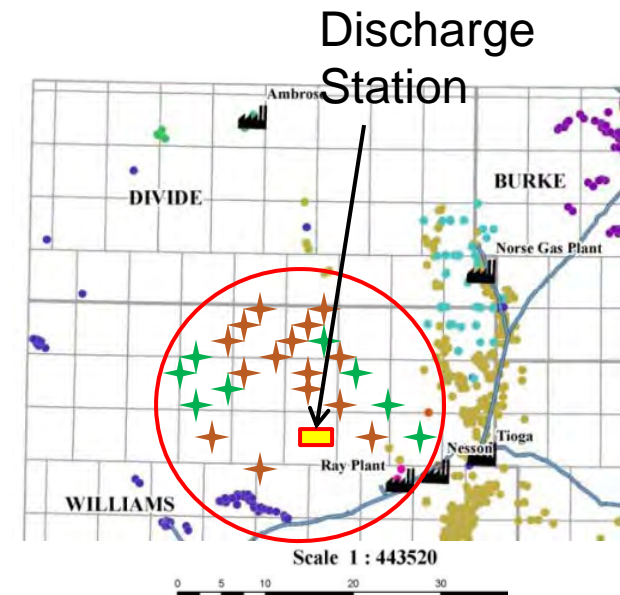 Discharge
Station
Ambrose
DIVIDE
BURKE
Norse Gas Plant
Tioga
Nesson
Ray Plant
WILLIAMS
Scale 1 : 443520
0 5 10 20 30